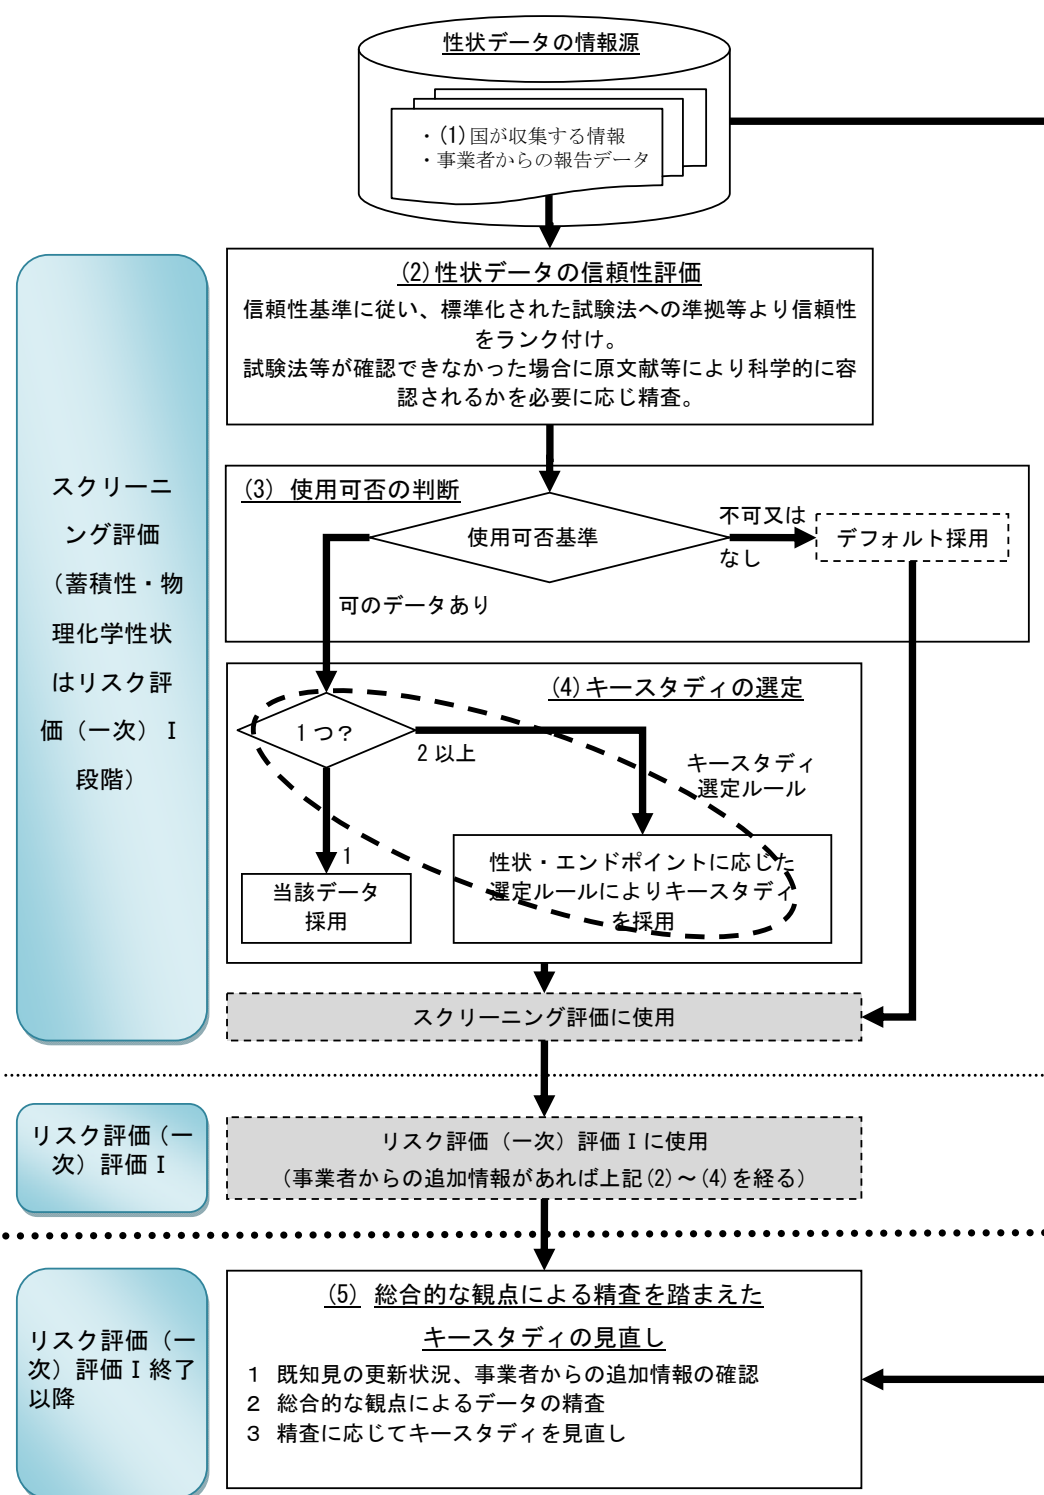 性状データの情報源
・(1)国が収集する情報
・事業者からの報告データ
(2)性状データの信頼性評価
信頼性基準に従い、標準化された試験法への準拠等より信頼性
をランク付け。
試験法等が確認できなかった場合に原文献等により科学的に容
認されるかを必要に応じ精査。
スクリーニ
ング評価
（蓄積性・物
理化学性状
はリスク評
価（一次）Ⅰ
段階）
(3) 使用可否の判断
使用可否基準
不可又は
なし
デフォルト採用
可のデータあり
(4)キースタディの選定
1つ？
2以上
キースタディ
選定ルール
1
当該データ
採用
性状・エンドポイントに応じた
選定ルールによりキースタディ
を採用
スクリーニング評価に使用
リスク評価（一
次）評価Ⅰ
リスク評価（一次）評価Ⅰに使用
（事業者からの追加情報があれば上記(2)～(4)を経る）
リスク評価（一
次）評価Ⅰ終了
以降
(5) 総合的な観点による精査を踏まえた
キースタディの見直し
1 既知見の更新状況、事業者からの追加情報の確認
2 総合的な観点によるデータの精査
3 精査に応じてキースタディを見直し